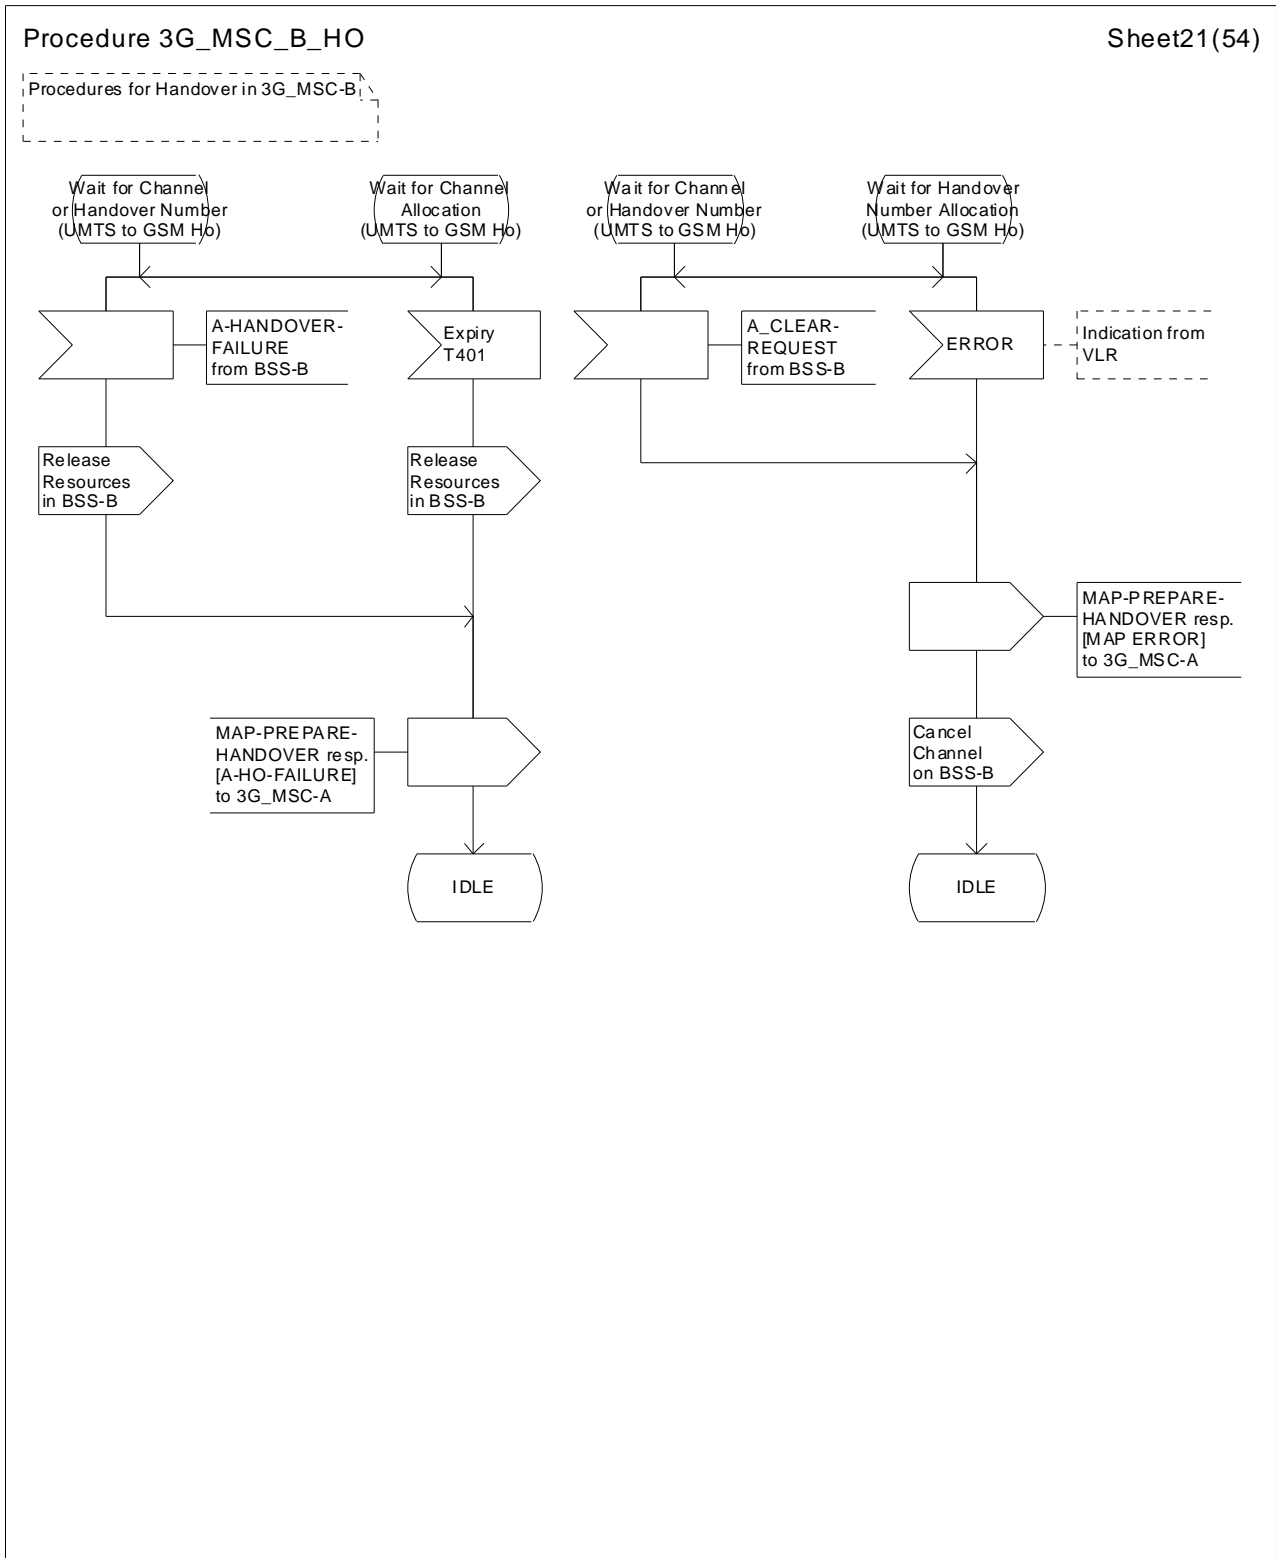 Procedure 3G_MSC_B_HO
Sheet21(54)
Procedures for Handover in 3G_MSC-B
Wait for Channel
or Handover Number
(UMTS to GSM Ho)
Wait for Channel
Allocation
(UMTS to GSM Ho)
Wait for Channel
or Handover Number
(UMTS to GSM Ho)
Wait for Handover
Number Allocation
(UMTS to GSM Ho)
A-HANDOVER-
FAILURE
from BSS-B
Expiry
T401
A_CLEAR-
REQUEST
from BSS-B
ERROR
Indication from
VLR
Release
Resources
in BSS-B
Release
Resources
in BSS-B
MAP-PREPARE-
HANDOVER resp.
[MAP ERROR]
to 3G_MSC-A
MAP-PREPARE-
HANDOVER resp.
[A-HO-FAILURE]
to 3G_MSC-A
Cancel
Channel
on BSS-B
IDLE
IDLE